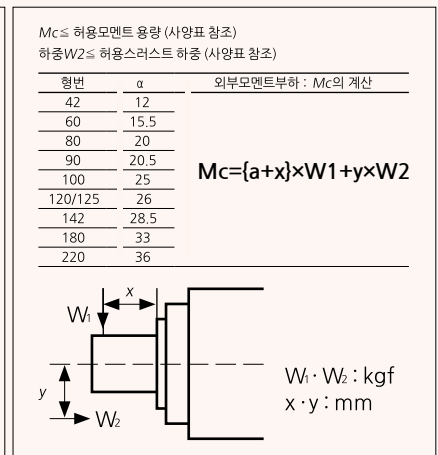 Mc≦ 허용모멘트 용량 (사양표 참조)
하중W2≦ 허용스러스트 하중 (사양표 참조)
형번 α 외부모멘트부하 : Mc의 계산
42 12
60 15.5
80 20
90 20.5
100 25
120/125 26
142 28.5
180 33
220 36
Mc={a+x}×W1+y×W2
x
W1
y
W2
W1 · W2 : kgf
x · y : mm